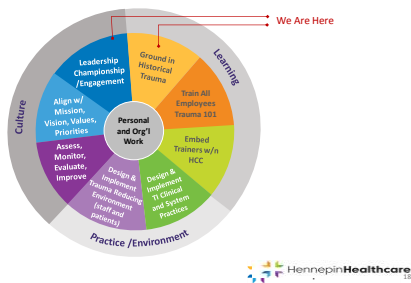 We Are Here
Culture
Learning
Practice /Environment
Leadership
Championship
/Engagement
Ground in
Historical
Trauma
Train All
Employees
Trauma 101
Embed
Trainers w/n
HCC
Design &
Implement
TI Clinical
and System
Practices
Design &
Implement
Trauma Reducing
Environment
(staff and
patients)
Assess,
Monitor,
Evaluate,
Improve
Align w/
Mission,
Vision, Values,
Priorities
Personal
and Org'l
Work
HennepinHealthcare
18